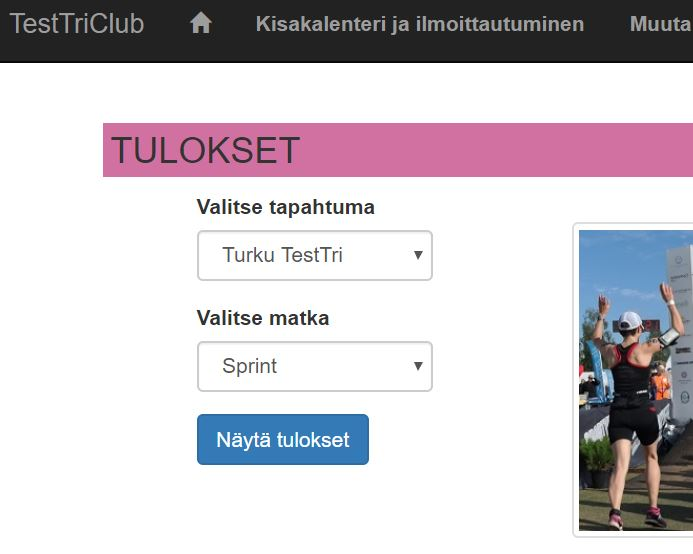 TestTriClub Kisakalenteri ja ilmoittautuminen Muuta
TULOKSET
Valitse tapahtuma
Turku TestTri
Valitse matka
Sprint
Näytä tulokset